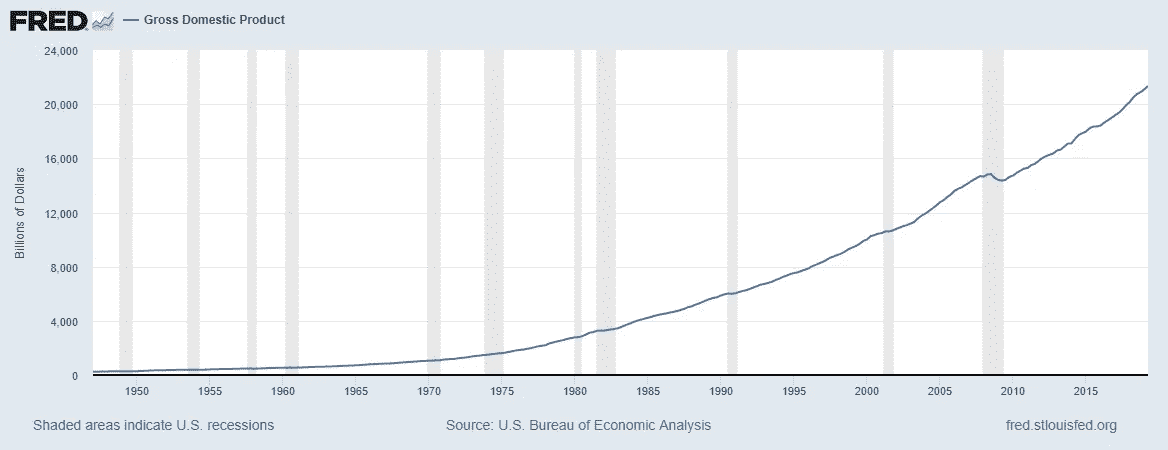 FRED — Gross Domestic Product
24,000
20,000
16,000
12,000
8,000
4,000
0
Billions of Dollars
1950 1955 1960 1965 1970 1975 1980 1985 1990 1995 2000 2005 2010 2015
Shaded areas indicate U.S. recessions Source: U.S. Bureau of Economic Analysis fred.stlouisfed.org